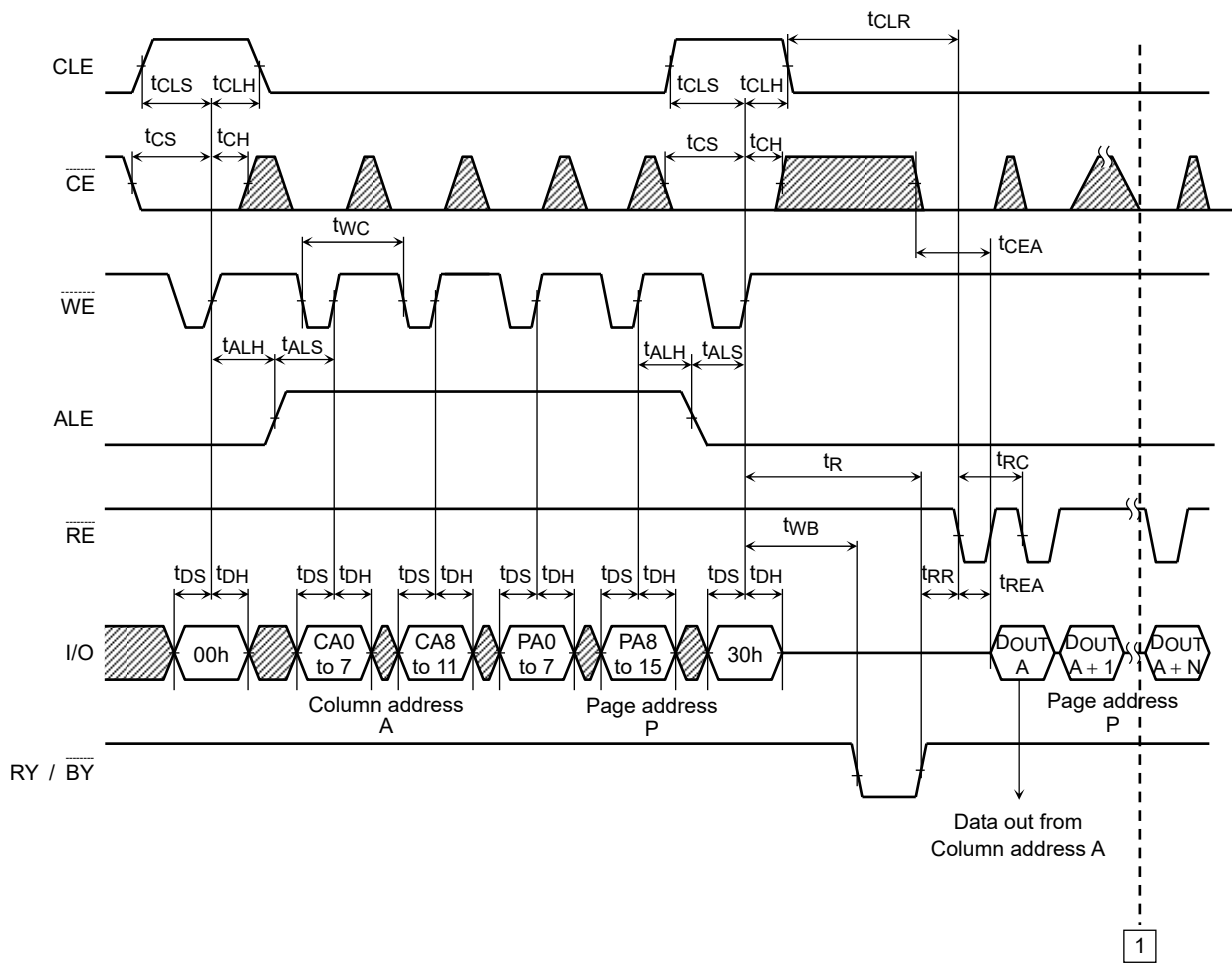 tCLR
CLE
tCLS tCLH tCLS tCLH
tCS tCH tCS tCH
CE
tWC
tCEA
WE
tALH tALS tALH tALS
ALE
tR tRC
RE
tWB
tDS tDH tDS tDH tDS tDH tDS tDH tDS tDH tDS tDH tRR tREA
I/O
00h
CA0
to 7
CA8
to 11
PA0
to 7
PA8
to 15
30h
DOUT
A
DOUT
A + 1
DOUT
A + N
Column address
A
Page address
P
Page address
P
RY / BY
Data out from
Column address A
1